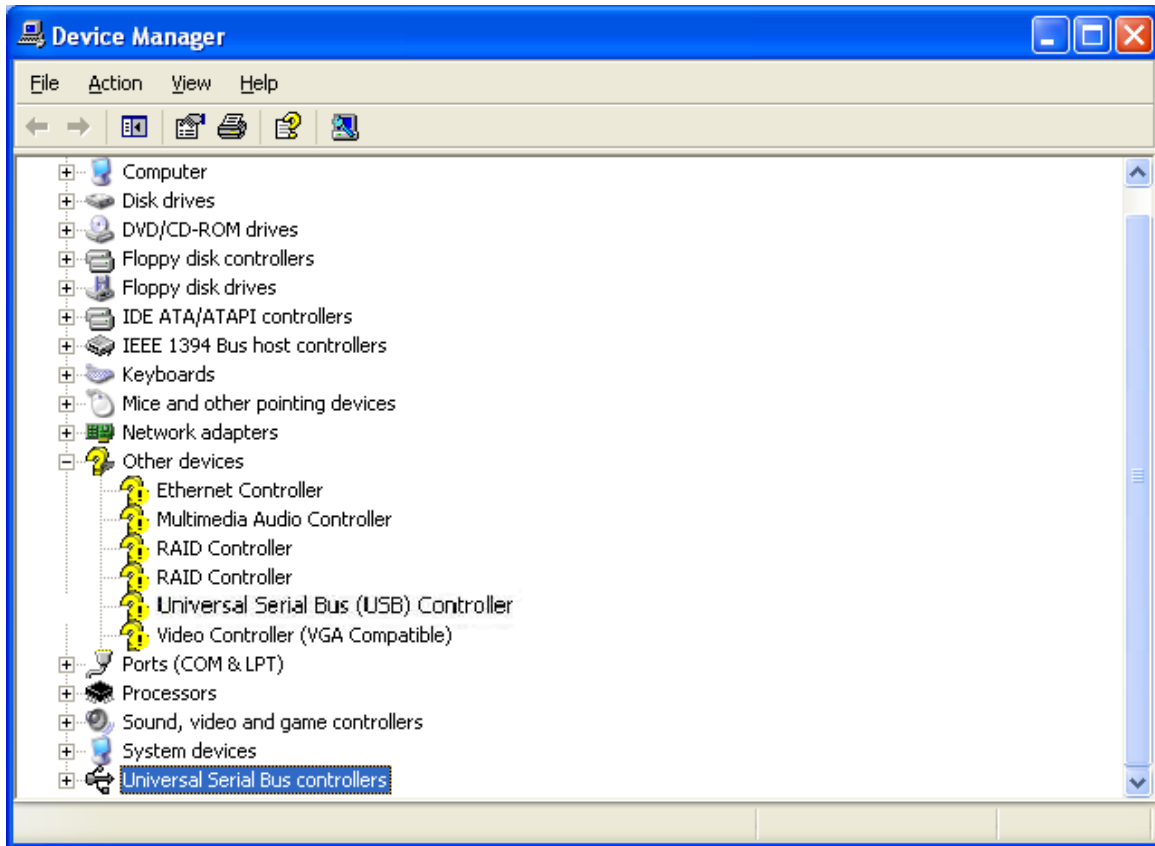 Device Manager
File Action View Help
Computer
Disk drives
DVD/CD-ROM drives
Floppy disk controllers
Floppy disk drives
IDE ATA/ATAPI controllers
IEEE 1394 Bus host controllers
Keyboards
Mice and other pointing devices
Network adapters
Other devices
Ethernet Controller
Multimedia Audio Controller
RAID Controller
RAID Controller
Universal Serial Bus (USB) Controller
Video Controller (VGA Compatible)
Ports (COM & LPT)
Processors
Sound, video and game controllers
System devices
Universal Serial Bus controllers